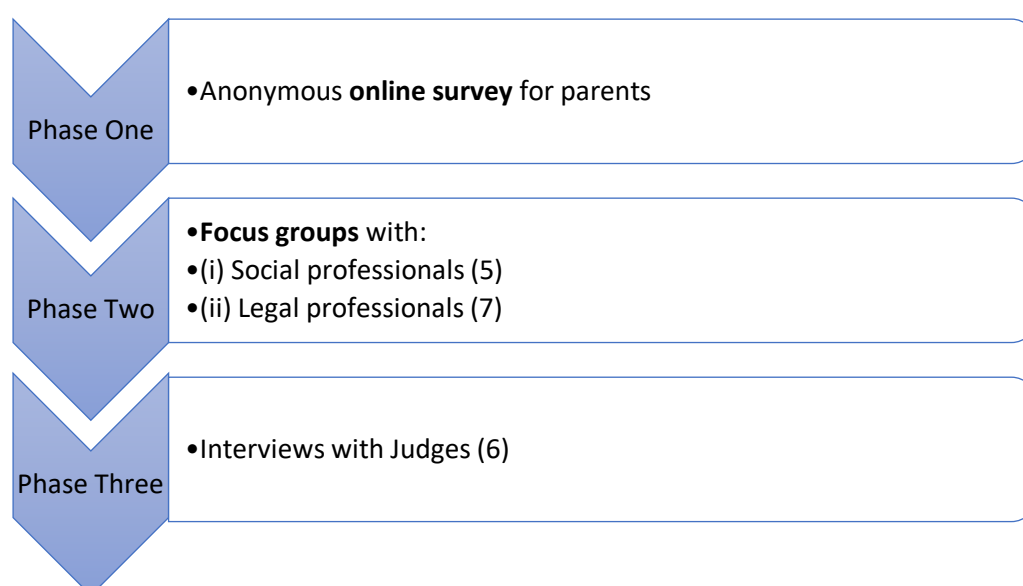 Phase One
•Anonymous online survey for parents
Phase Two
•Focus groups with:
•(i) Social professionals (5)
•(ii) Legal professionals (7)
Phase Three
•Interviews with Judges (6)